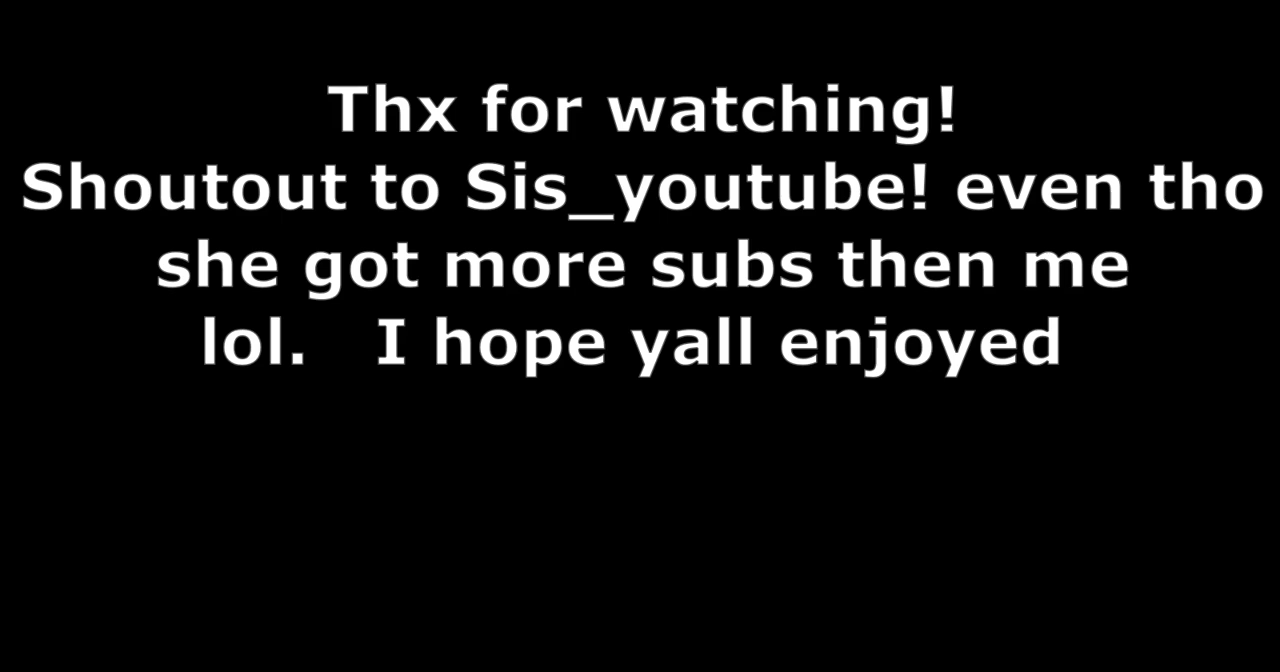 Thx for watching!
Shoutout to Sis_youtube! even tho
she got more subs then me
lol.   I hope yall enjoyed